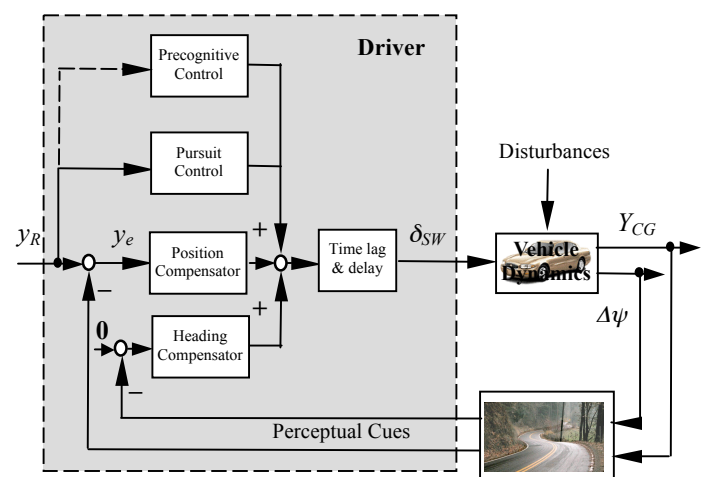 Driver
Precognitive
Control
Pursuit
Control
Disturbances
y_R
y_e
Position
Compensator
+
Time lag
& delay
δ_SW
Vehicle
Dynamics
Y_CG
−
Δψ
0
Heading
Compensator
+
−
Perceptual Cues